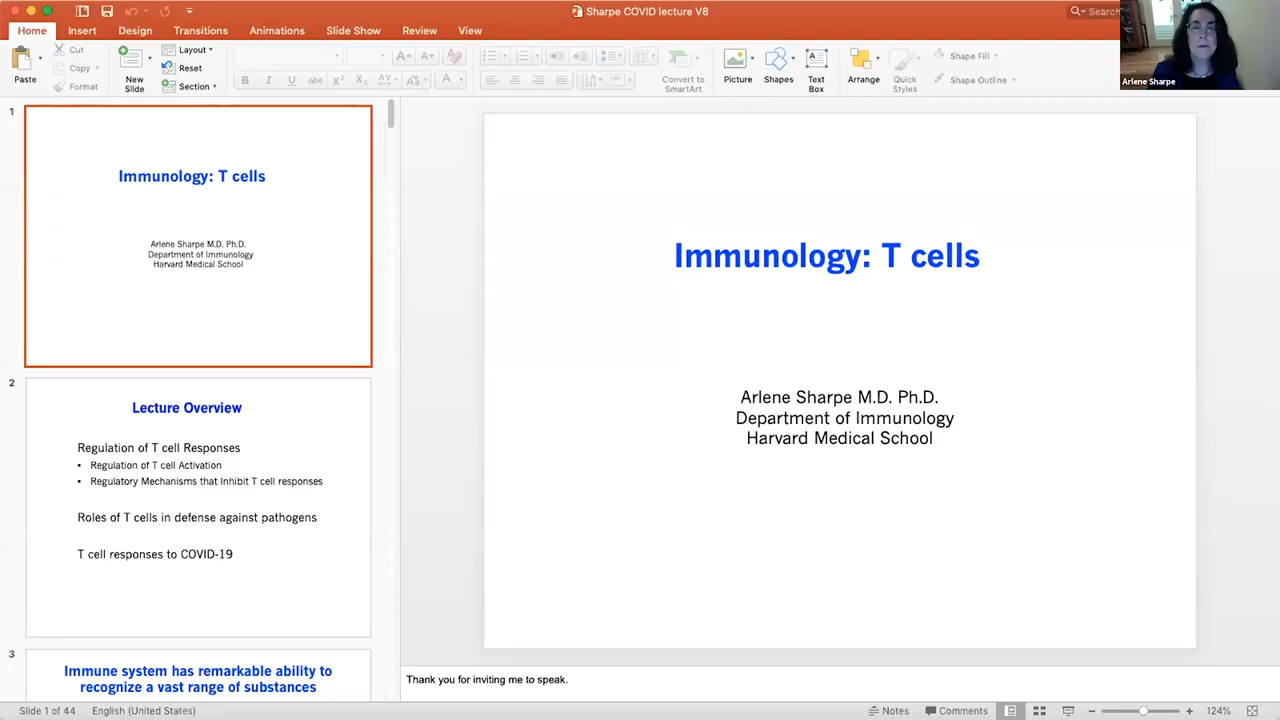 Sharpe COVID lecture V8
Search
Home Insert Design Transitions Animations Slide Show Review View
Paste
Cut
Copy
Format
New
Slide
Layout
Reset
Section
B I U abc X² X₂ AV Aa A
Convert to
SmartArt
Picture
Shapes
Text
Box
Arrange
Quick
Styles
Shape Fill
Shape Outline
Arlene Sharpe
1
Immunology: T cells
Arlene Sharpe M.D. Ph.D.
Department of Immunology
Harvard Medical School
2
Lecture Overview
Regulation of T cell Responses
• Regulation of T cell Activation
• Regulatory Mechanisms that Inhibit T cell responses
Roles of T cells in defense against pathogens
T cell responses to COVID-19
3
Immune system has remarkable ability to
recognize a vast range of substances
Immunology: T cells
Arlene Sharpe M.D. Ph.D.
Department of Immunology
Harvard Medical School
Thank you for inviting me to speak.
Slide 1 of 44 English (United States) Notes Comments 124%